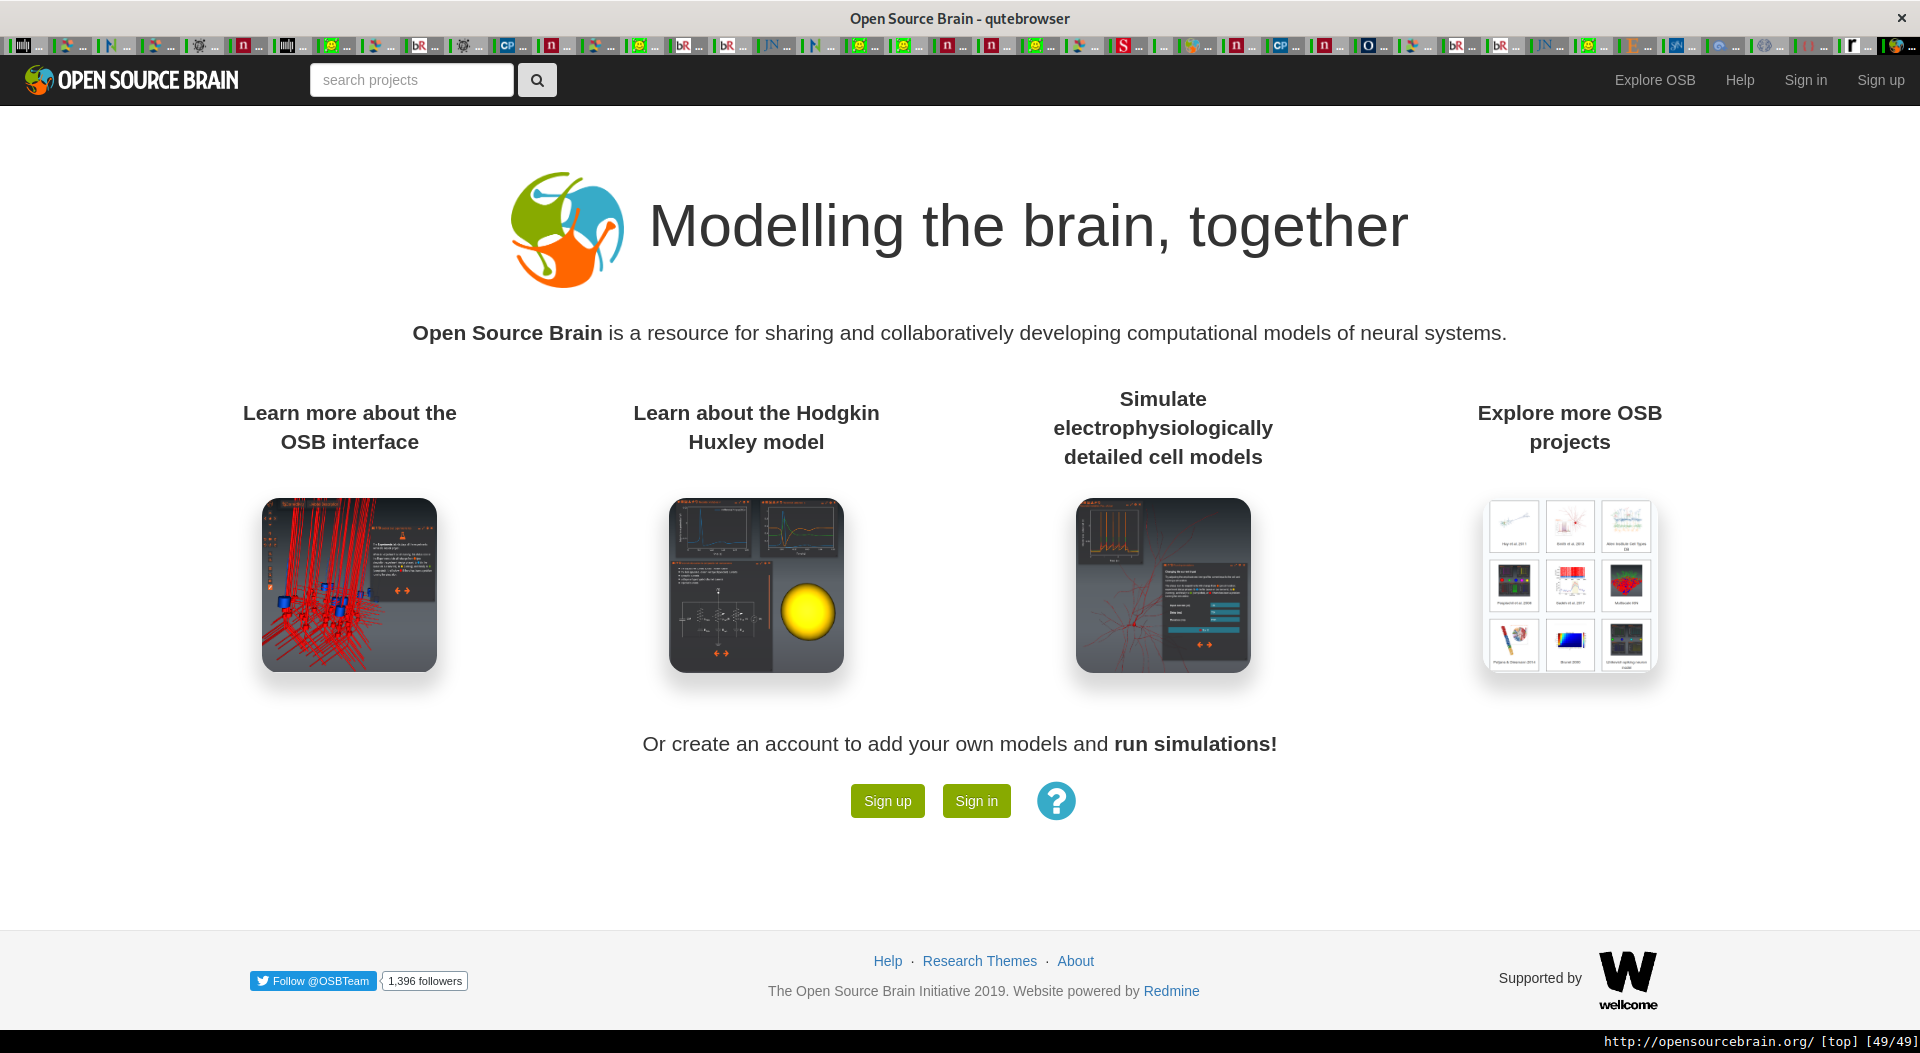 Open Source Brain - qutebrowser
OPEN SOURCE BRAIN
search projects
Explore OSB
Help
Sign in
Sign up
Modelling the brain, together
Open Source Brain is a resource for sharing and collaboratively developing computational models of neural systems.
Learn more about the
OSB interface
Learn about the Hodgkin
Huxley model
Simulate
electrophysiologically
detailed cell models
Explore more OSB
projects
Or create an account to add your own models and run simulations!
Sign up
Sign in
?
Follow @OSBTeam
1,396 followers
Help · Research Themes · About
The Open Source Brain Initiative 2019. Website powered by Redmine
Supported by
W
wellcome
http://opensourcebrain.org/ [top] [49/49]